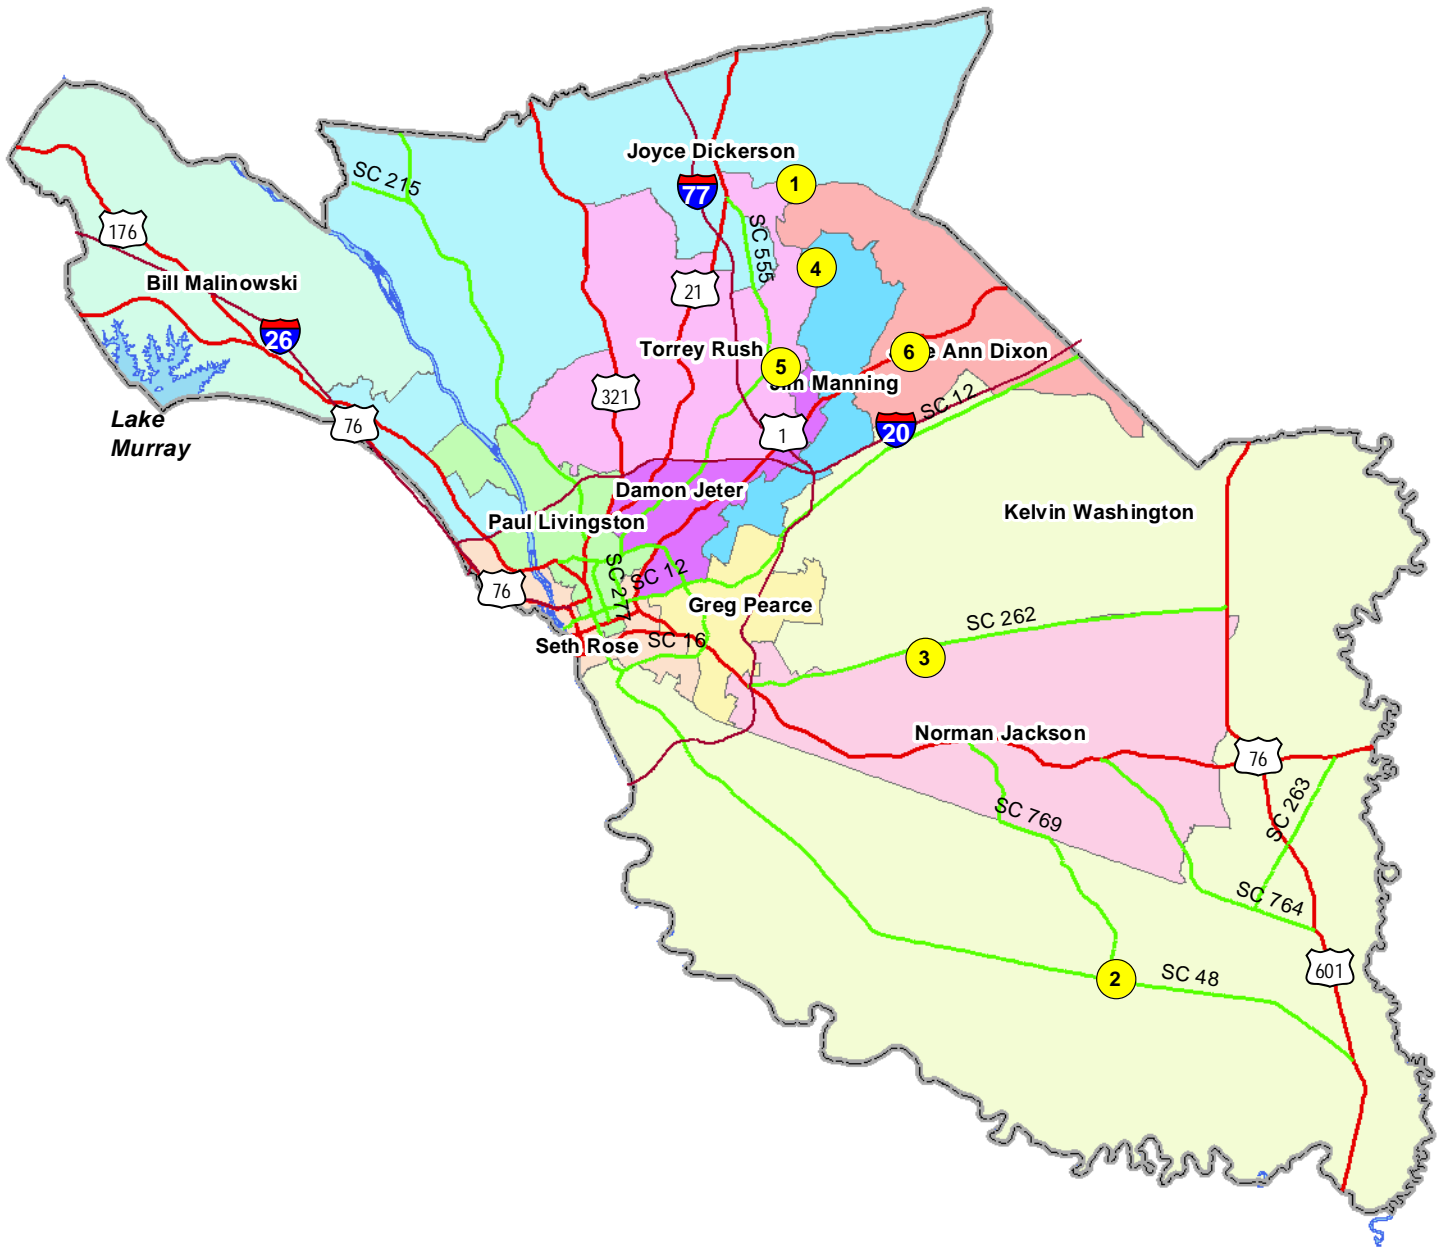 Joyce Dickerson
1
77
SC 215
176
SC 555
4
Bill Malinowski
21
26
Torrey Rush
5
6
Ann Dixon
Manning
321
SC 12
Lake
Murray
76
1
20
Damon Jeter
Kelvin Washington
Paul Livingston
SC 277
SC 12
76
Greg Pearce
SC 262
Seth Rose
SC 16
3
Norman Jackson
76
SC 263
SC 769
SC 764
601
2
SC 48